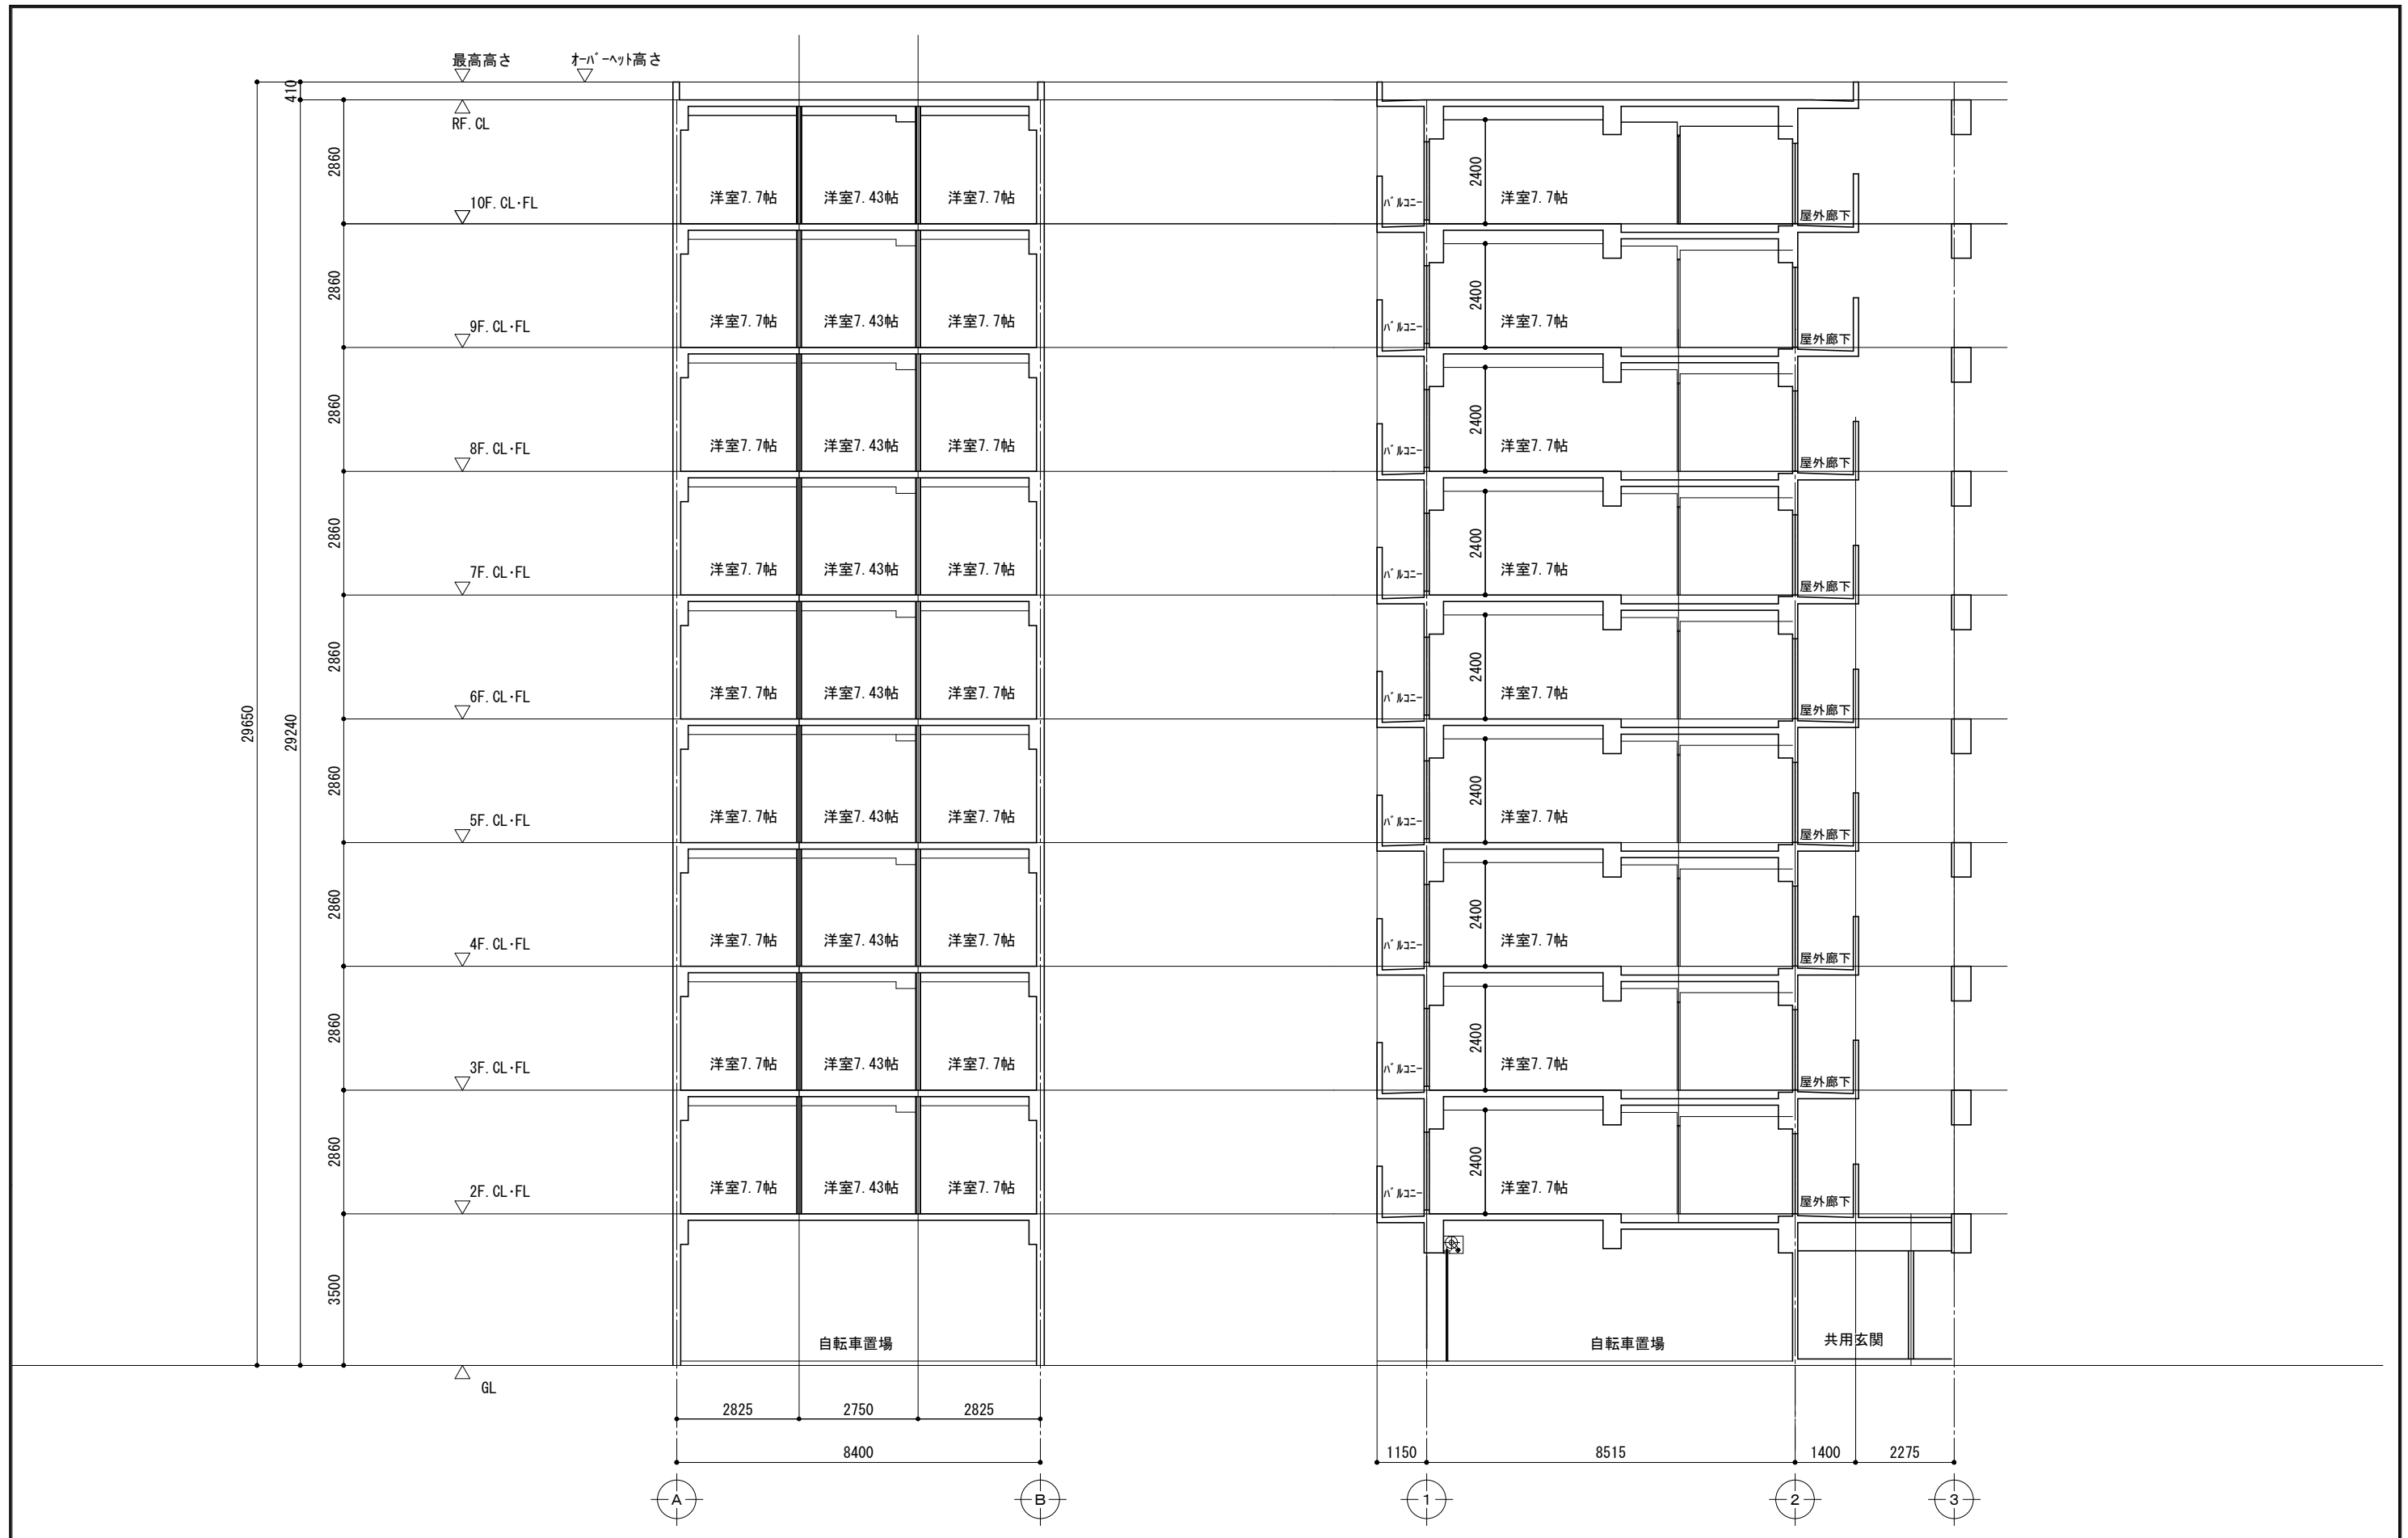 最高高さ　オーバーヘット高さ
410
RF.CL
2860 洋室7.7帖 洋室7.43帖 洋室7.7帖 バルコニー 2400 洋室7.7帖 屋外廊下
10F.CL・FL
2860 洋室7.7帖 洋室7.43帖 洋室7.7帖 バルコニー 2400 洋室7.7帖 屋外廊下
9F.CL・FL
2860 洋室7.7帖 洋室7.43帖 洋室7.7帖 バルコニー 2400 洋室7.7帖 屋外廊下
8F.CL・FL
2860 洋室7.7帖 洋室7.43帖 洋室7.7帖 バルコニー 2400 洋室7.7帖 屋外廊下
7F.CL・FL
2860 洋室7.7帖 洋室7.43帖 洋室7.7帖 バルコニー 2400 洋室7.7帖 屋外廊下
6F.CL・FL
29650
29240
2860 洋室7.7帖 洋室7.43帖 洋室7.7帖 バルコニー 2400 洋室7.7帖 屋外廊下
5F.CL・FL
2860 洋室7.7帖 洋室7.43帖 洋室7.7帖 バルコニー 2400 洋室7.7帖 屋外廊下
4F.CL・FL
2860 洋室7.7帖 洋室7.43帖 洋室7.7帖 バルコニー 2400 洋室7.7帖 屋外廊下
3F.CL・FL
2860 洋室7.7帖 洋室7.43帖 洋室7.7帖 バルコニー 2400 洋室7.7帖 屋外廊下
2F.CL・FL
3500 自転車置場 自転車置場 共用玄関
GL
2825 2750 2825
8400 1150 8515 1400 2275
A B 1 2 3